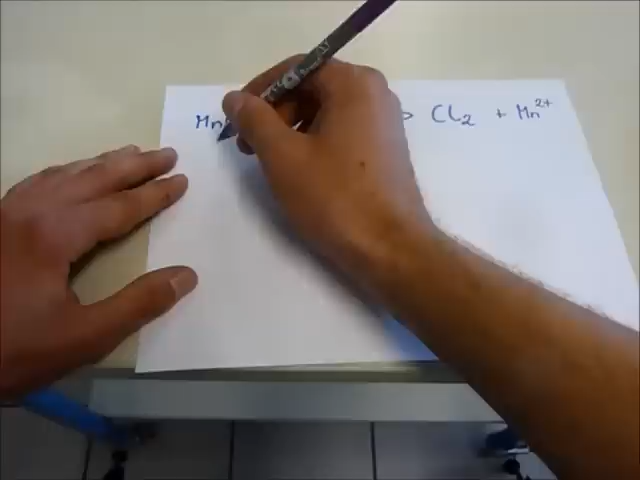 Mn > Cl₂ + Mn²⁺